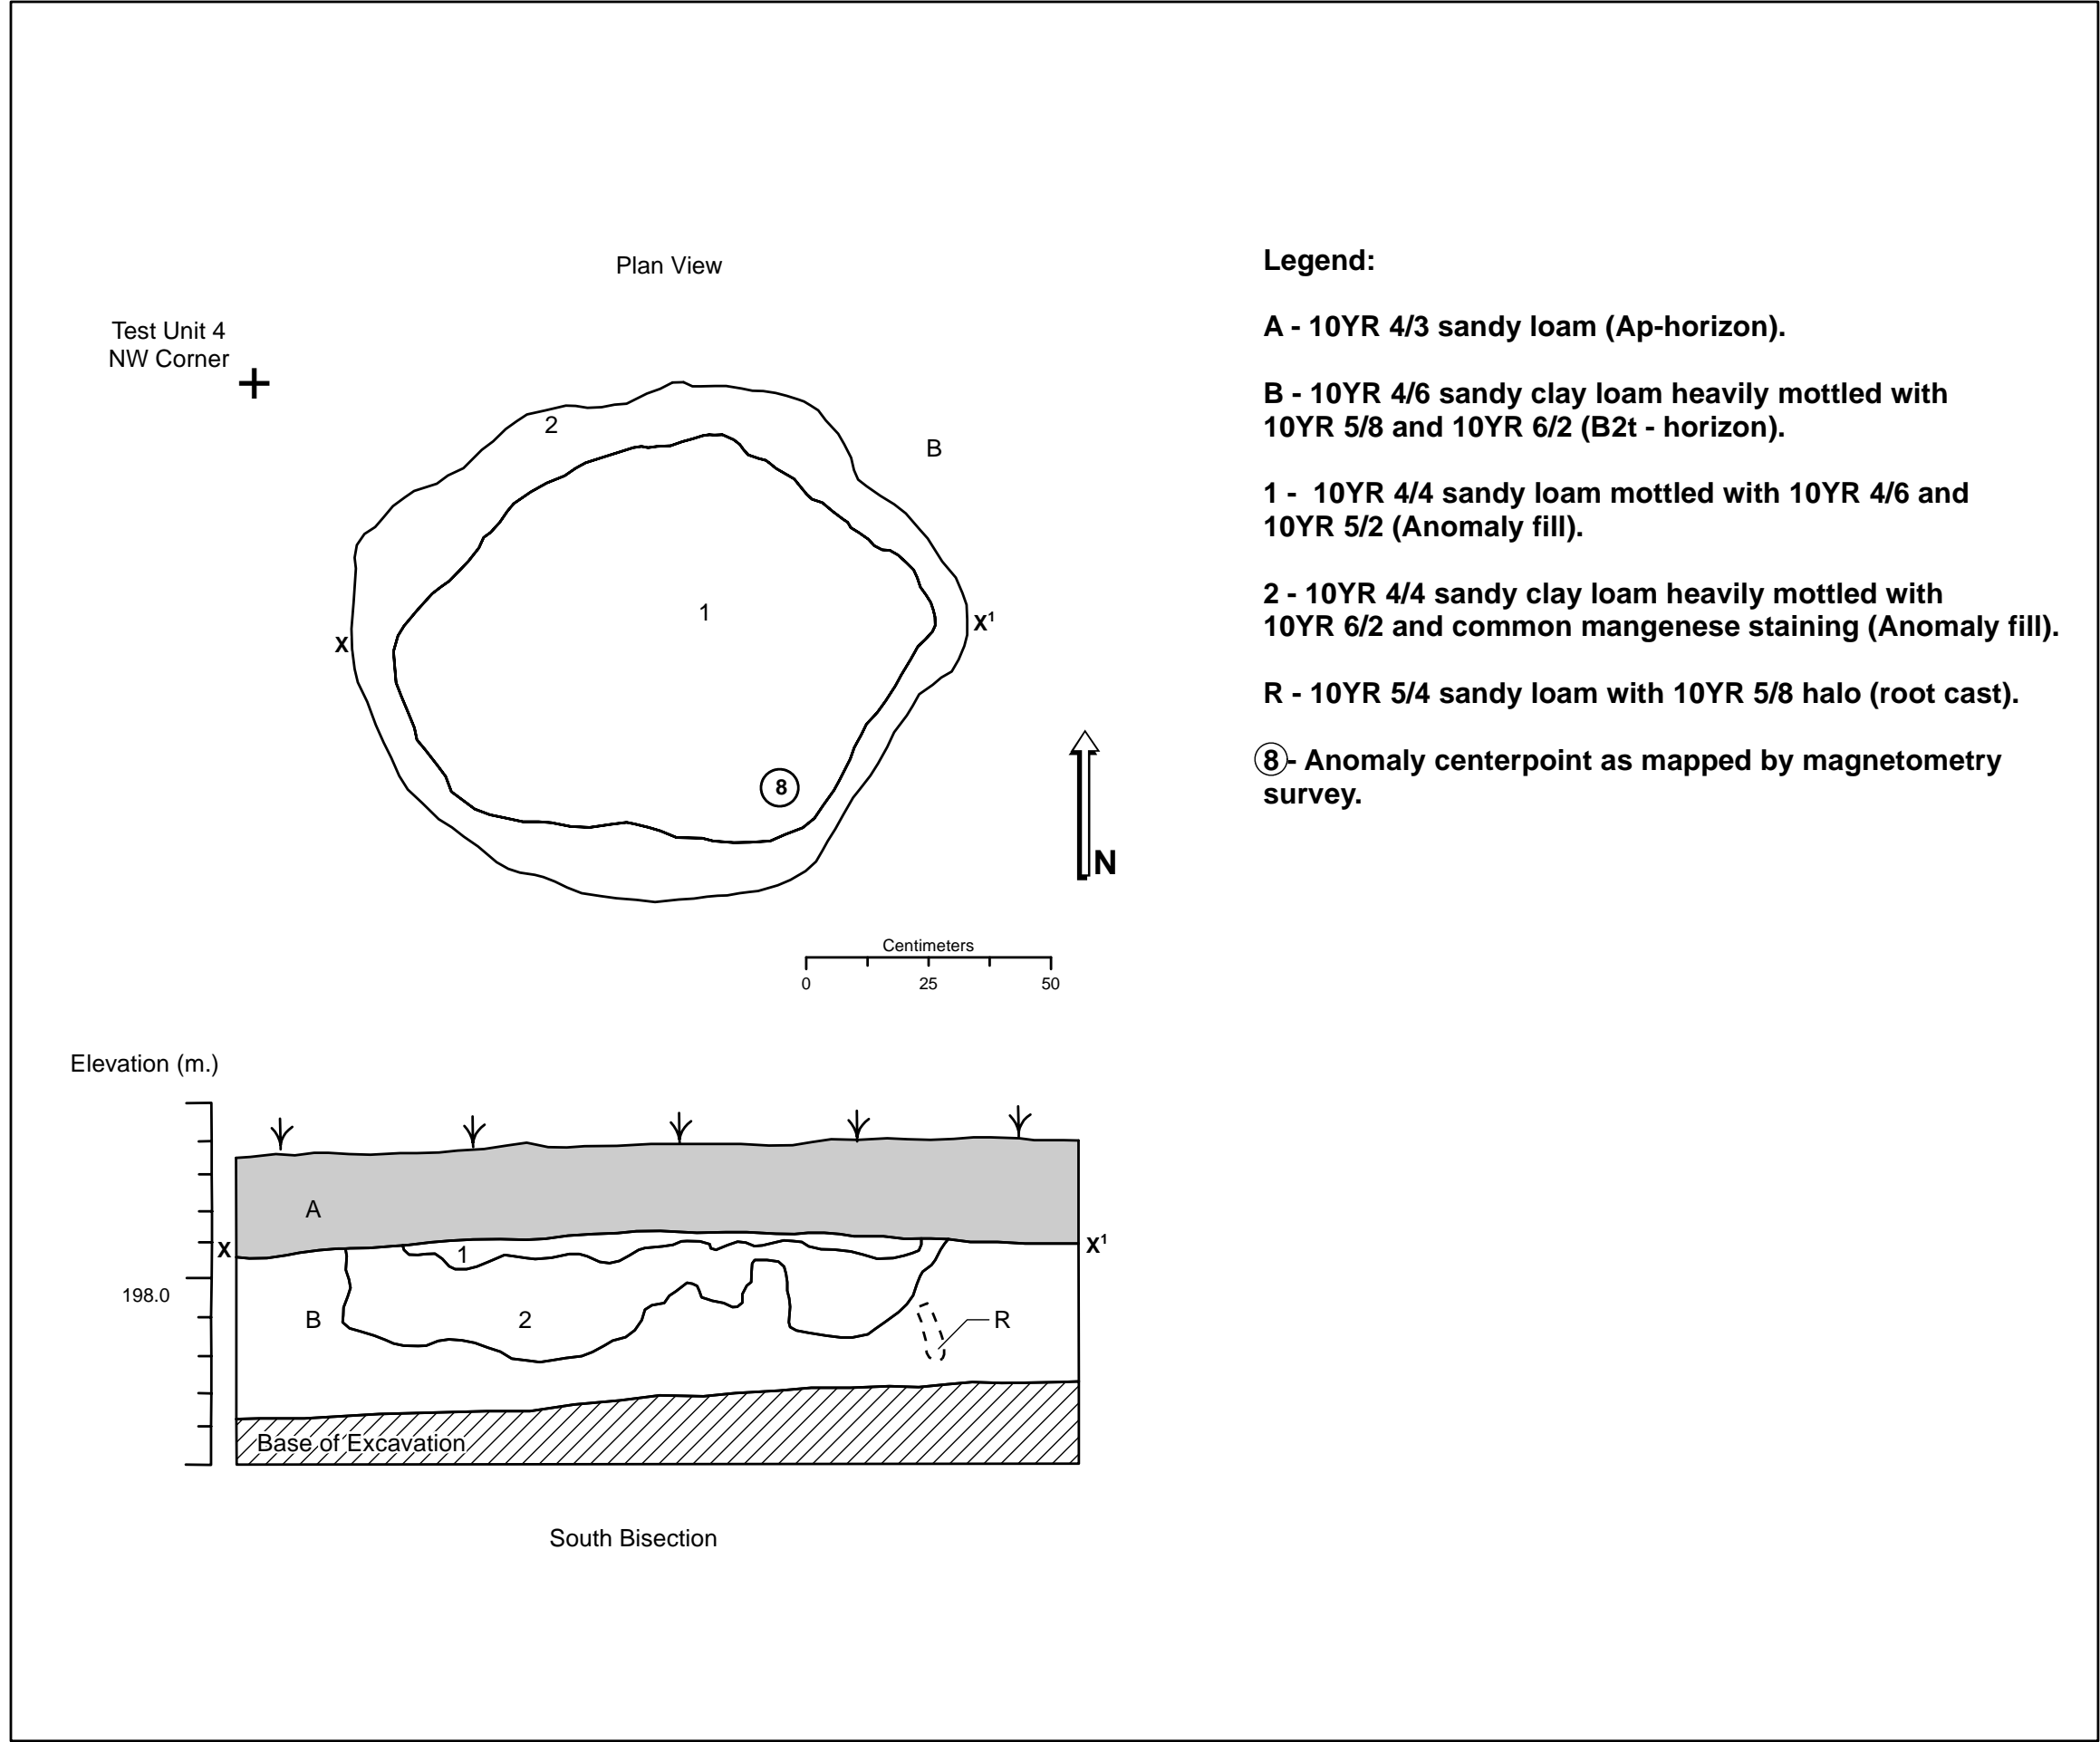 Plan View
Test Unit 4
NW Corner
2
B
1
X
X¹
8
N
Centimeters
0 25 50
Legend:
A - 10YR 4/3 sandy loam (Ap-horizon).
B - 10YR 4/6 sandy clay loam heavily mottled with
10YR 5/8 and 10YR 6/2 (B2t - horizon).
1 - 10YR 4/4 sandy loam mottled with 10YR 4/6 and
10YR 5/2 (Anomaly fill).
2 - 10YR 4/4 sandy clay loam heavily mottled with
10YR 6/2 and common mangenese staining (Anomaly fill).
R - 10YR 5/4 sandy loam with 10YR 5/8 halo (root cast).
8 - Anomaly centerpoint as mapped by magnetometry
survey.
Elevation (m.)
A
X
1
X¹
198.0
B
2
R
Base of Excavation
South Bisection